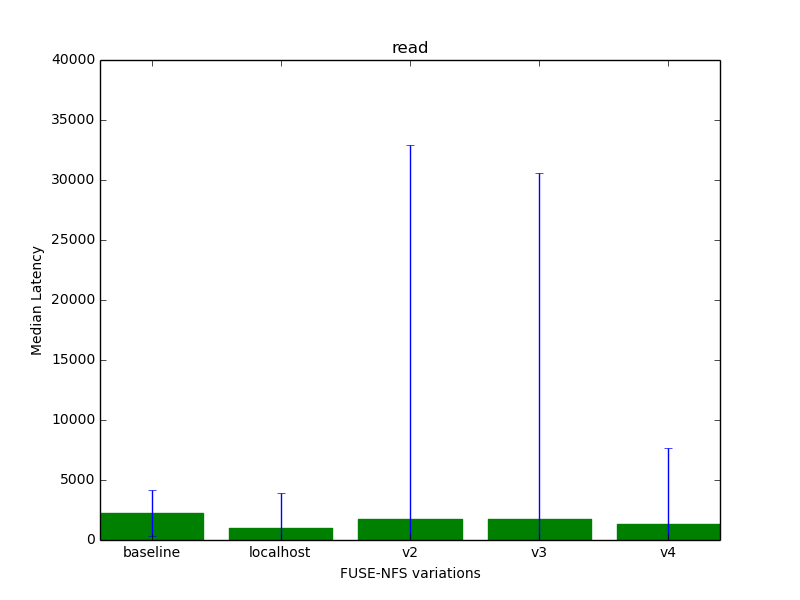 read
40000
35000
30000
25000
20000
15000
10000
5000
0
Median Latency
baseline localhost v2 v3 v4
FUSE-NFS variations